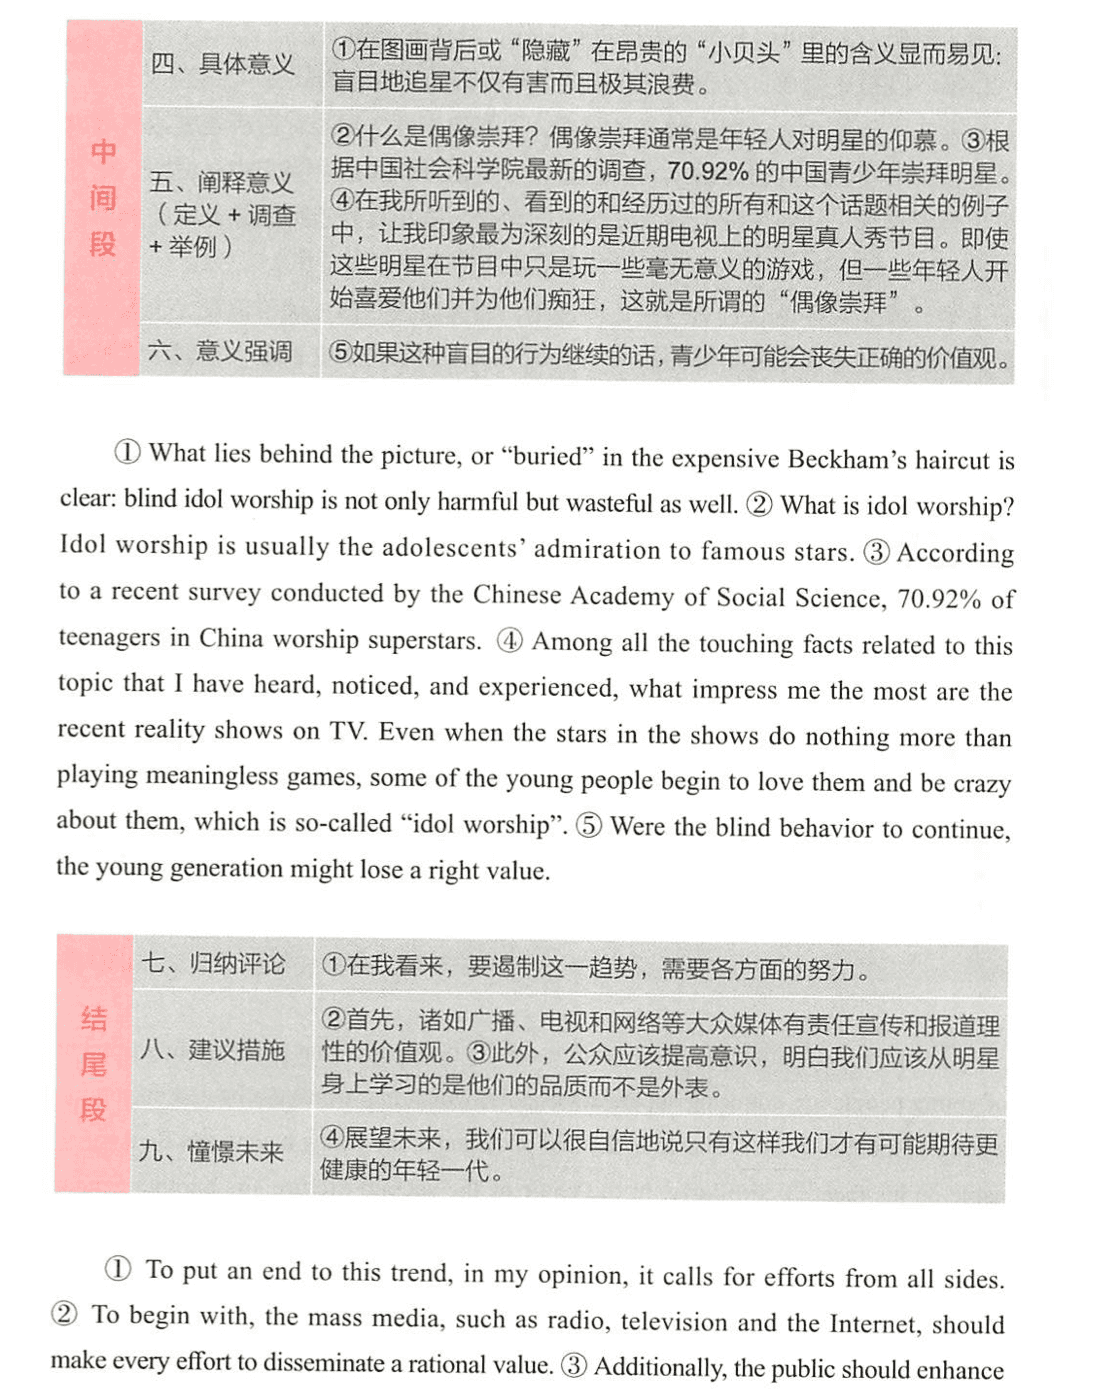 中间段
四、具体意义
①在图画背后或“隐藏”在昂贵的“小贝头”里的含义显而易见：
盲目地追星不仅有害而且极其浪费。
五、阐释意义
（定义+调查
+举例）
②什么是偶像崇拜？偶像崇拜通常是年轻人对明星的仰慕。③根
据中国社会科学院最新的调查，70.92%的中国青少年崇拜明星。
④在我所听到的、看到的和经历过的所有和这个话题相关的例子
中，让我印象最为深刻的是近期电视上的明星真人秀节目。即使
这些明星在节目中只是玩一些毫无意义的游戏，但一些年轻人开
始喜爱他们并为他们痴狂，这就是所谓的“偶像崇拜”。
六、意义强调
⑤如果这种盲目的行为继续的话，青少年可能会丧失正确的价值观。
① What lies behind the picture, or “buried” in the expensive Beckham’s haircut is
clear: blind idol worship is not only harmful but wasteful as well. ② What is idol worship?
Idol worship is usually the adolescents’ admiration to famous stars. ③ According
to a recent survey conducted by the Chinese Academy of Social Science, 70.92% of
teenagers in China worship superstars. ④ Among all the touching facts related to this
topic that I have heard, noticed, and experienced, what impress me the most are the
recent reality shows on TV. Even when the stars in the shows do nothing more than
playing meaningless games, some of the young people begin to love them and be crazy
about them, which is so-called “idol worship”. ⑤ Were the blind behavior to continue,
the young generation might lose a right value.
结尾段
七、归纳评论
①在我看来，要遏制这一趋势，需要各方面的努力。
八、建议措施
②首先，诸如广播、电视和网络等大众媒体有责任宣传和报道理
性的价值观。③此外，公众应该提高意识，明白我们应该从明星
身上学习的是他们的品质而不是外表。
九、憧憬未来
④展望未来，我们可以很自信地说只有这样我们才有可能期待更
健康的年轻一代。
① To put an end to this trend, in my opinion, it calls for efforts from all sides.
② To begin with, the mass media, such as radio, television and the Internet, should
make every effort to disseminate a rational value. ③ Additionally, the public should enhance